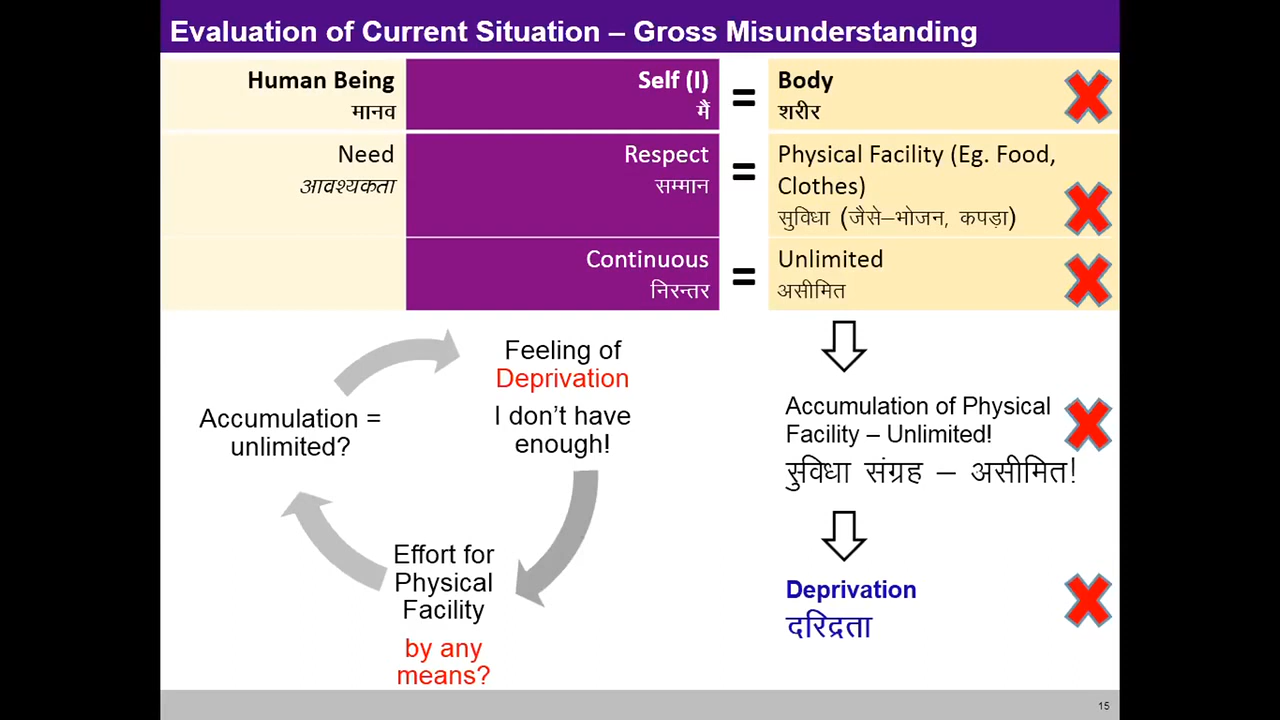 Evaluation of Current Situation – Gross Misunderstanding
Human Being
मानव
Self (I)
मैं
=
Body
शरीर
Need
आवश्यकता
Respect
सम्मान
=
Physical Facility (Eg. Food,
Clothes)
सुविधा (जैसे–भोजन, कपड़ा)
Continuous
निरन्तर
=
Unlimited
असीमित
Feeling of
Deprivation
I don’t have
enough!
Accumulation =
unlimited?
Effort for
Physical
Facility
by any
means?
Accumulation of Physical
Facility – Unlimited!
सुविधा संग्रह – असीमित!
Deprivation
दरिद्रता
15